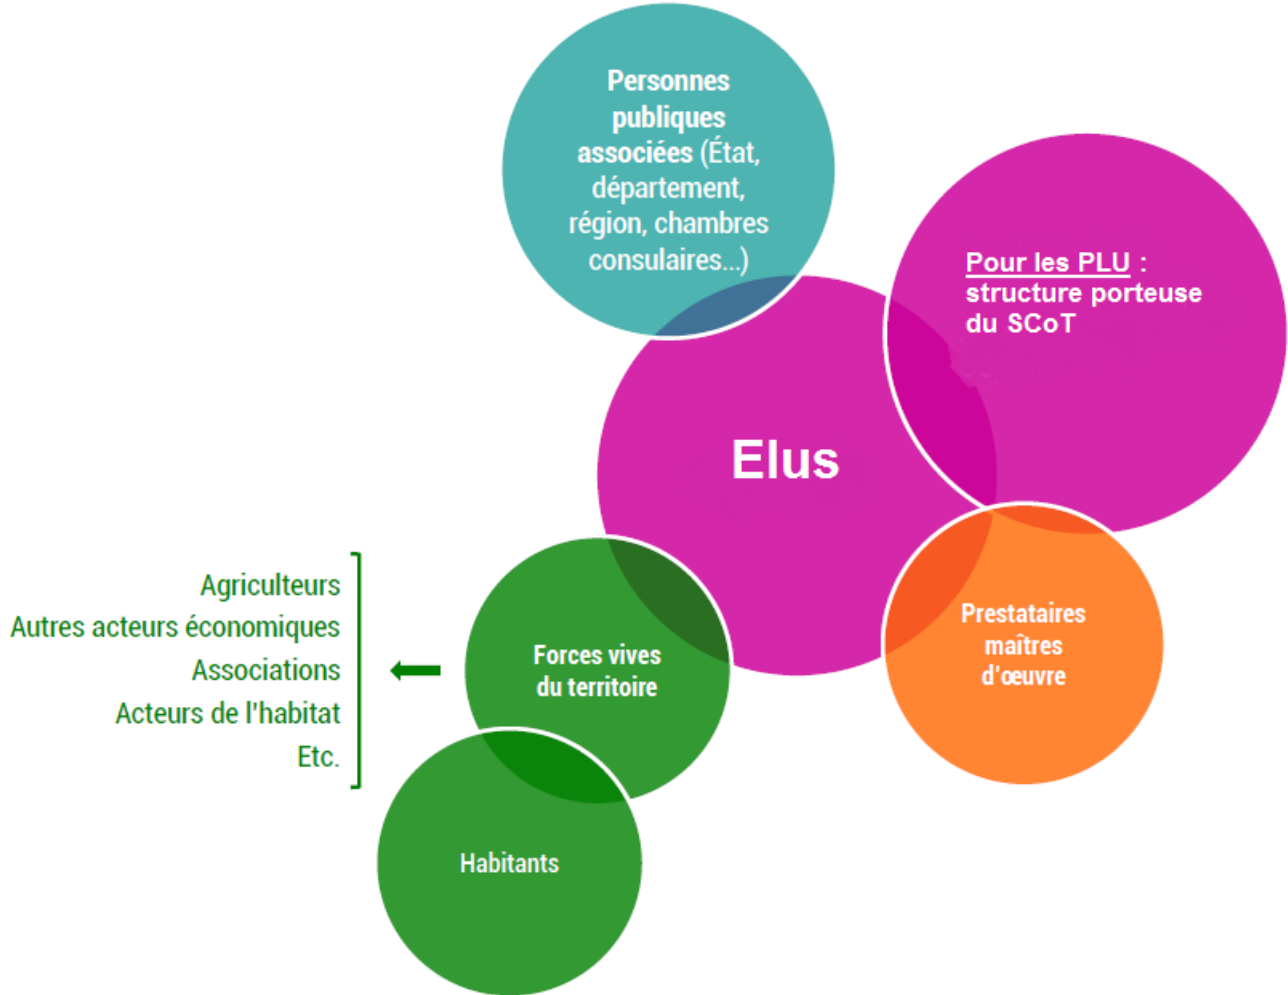 Personnes
publiques
associées (État,
département,
région, chambres
consulaires...)
Pour les PLU :
structure porteuse
du SCoT
Elus
Agriculteurs
Autres acteurs économiques
Associations
Acteurs de l'habitat
Etc.
Forces vives
du territoire
Prestataires
maîtres
d'œuvre
Habitants